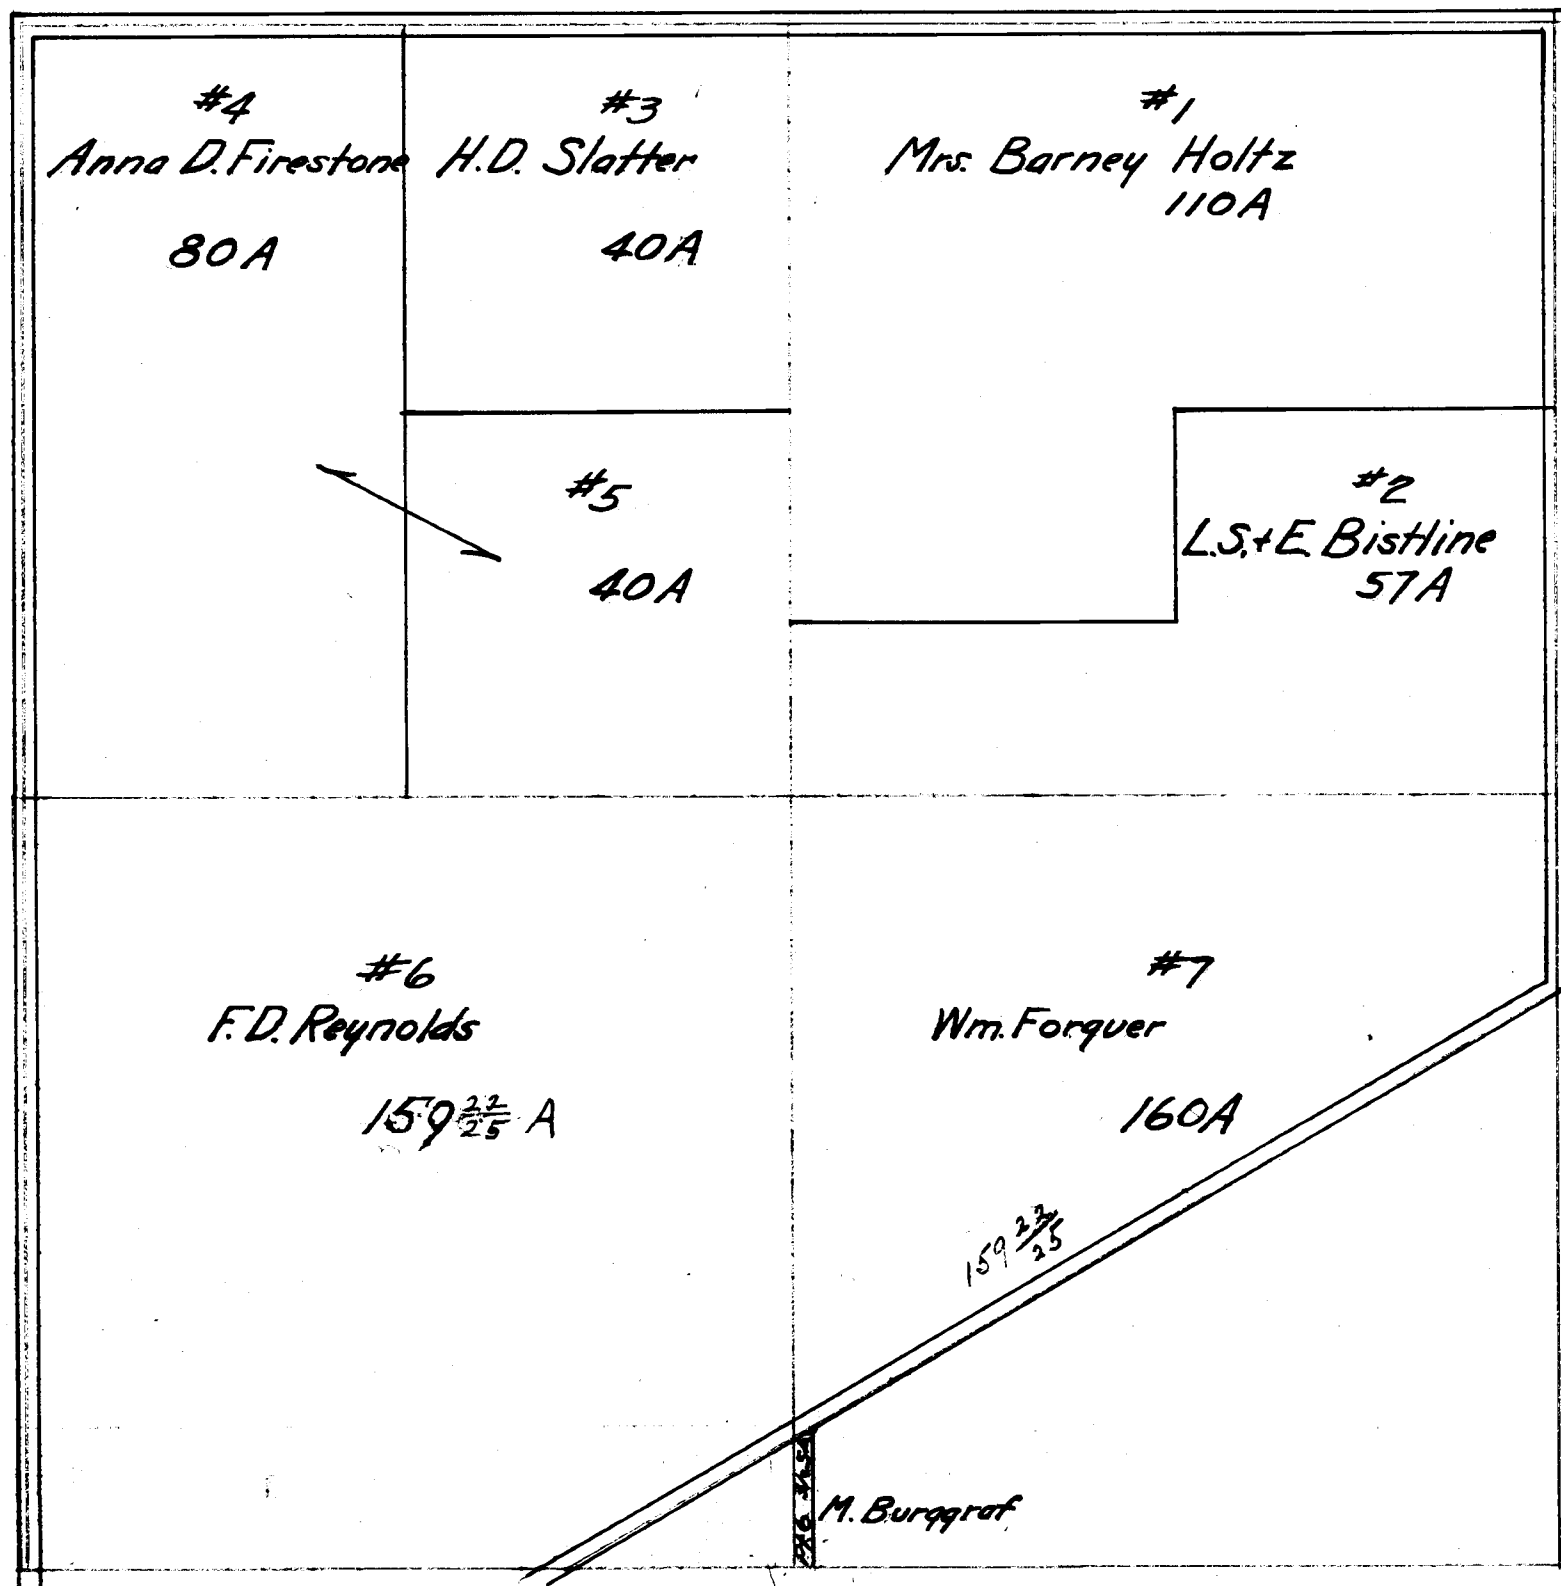 #4
Anna D. Firestone
80A
#3
H.D. Slatter
40A
#1
Mrs. Barney Holtz
110A
#5
40A
#2
L.S. + E. Bistline
57A
#6
F.D. Reynolds
159 22/25 A
#7
Wm. Forquer
160A
159 22/25
M. Burggraf